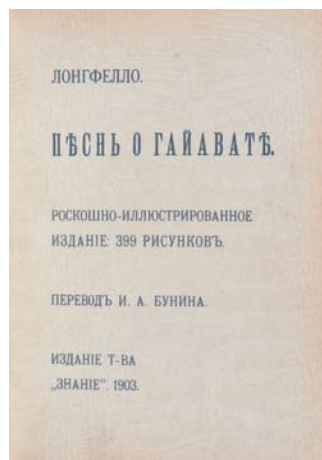 ЛОНГФЕЛЛО.
ПѢСНЬ О ГАЙАВАТѢ.
РОСКОШНО-ИЛЛЮСТРИРОВАННОЕ
ИЗДАНІЕ: 399 РИСУНКОВЪ.
ПЕРЕВОДЪ И. А. БУНИНА.
ИЗДАНІЕ Т-ВА
„ЗНАНІЕ“. 1903.